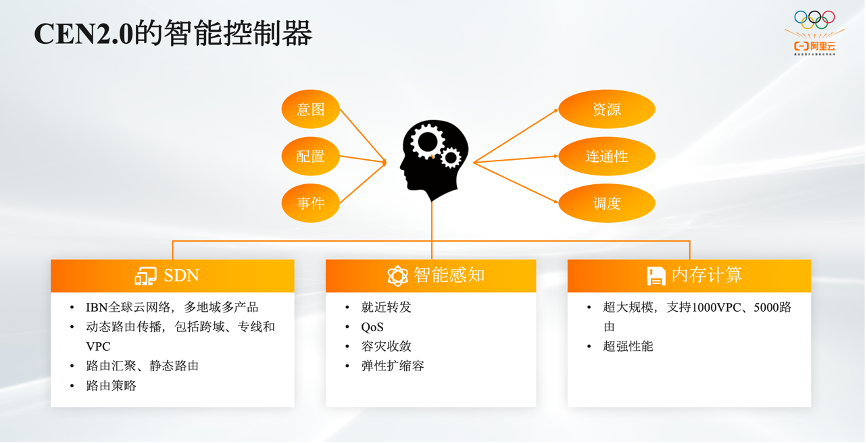 CEN2.0的智能控制器
阿里云
意图
资源
配置
连通性
事件
调度
SDN
智能感知
内存计算
• IBN全球云网络，多地域多产品
• 动态路由传播，包括跨域、专线和
VPC
• 路由汇聚、静态路由
• 路由策略
• 就近转发
• QoS
• 容灾收敛
• 弹性扩缩容
• 超大规模，支持1000VPC、5000路
由
• 超强性能